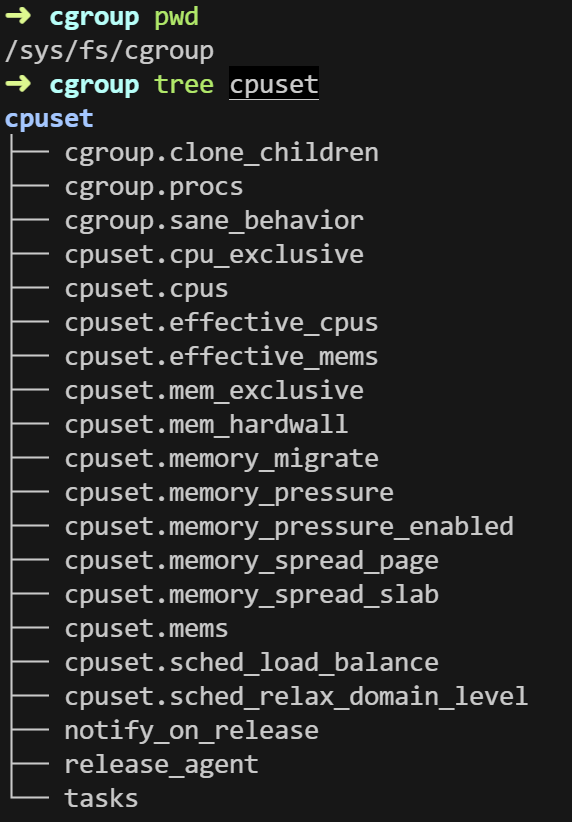 ➜ cgroup pwd
/sys/fs/cgroup
➜ cgroup tree cpuset
cpuset
├── cgroup.clone_children
├── cgroup.procs
├── cgroup.sane_behavior
├── cpuset.cpu_exclusive
├── cpuset.cpus
├── cpuset.effective_cpus
├── cpuset.effective_mems
├── cpuset.mem_exclusive
├── cpuset.mem_hardwall
├── cpuset.memory_migrate
├── cpuset.memory_pressure
├── cpuset.memory_pressure_enabled
├── cpuset.memory_spread_page
├── cpuset.memory_spread_slab
├── cpuset.mems
├── cpuset.sched_load_balance
├── cpuset.sched_relax_domain_level
├── notify_on_release
├── release_agent
└── tasks